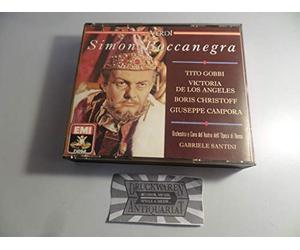 VERDI
Simon Boccanegra
TITO GOBBI
VICTORIA
DE LOS ANGELES
BORIS CHRISTOFF
GIUSEPPE CAMPORA
Orchestra e Coro del Teatro dell'Opera di Roma
GABRIELE SANTINI
EMI
DRUCKWAREN
ANTIQUARIAT